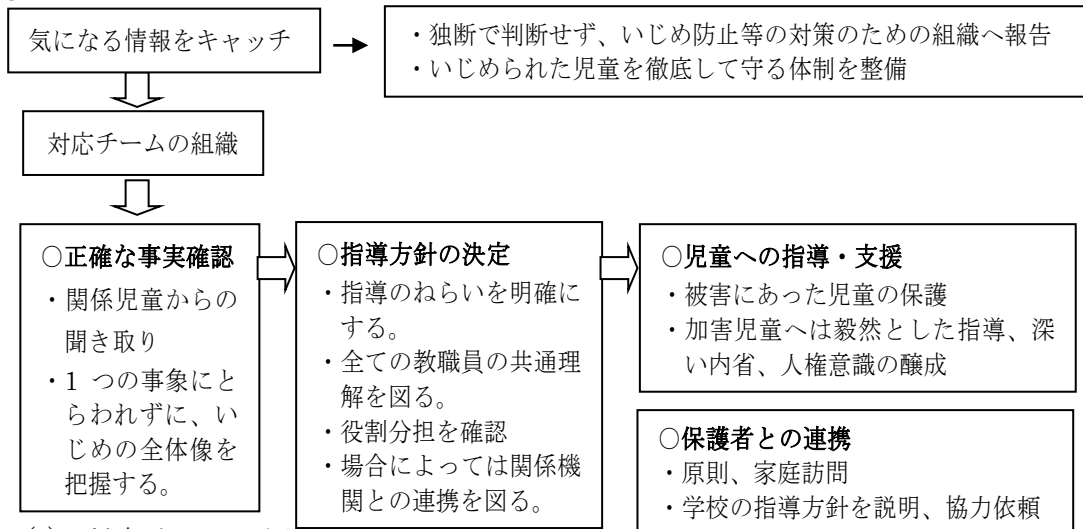 気になる情報をキャッチ
・独断で判断せず、いじめ防止等の対策のための組織へ報告
・いじめられた児童を徹底して守る体制を整備
対応チームの組織
○正確な事実確認
・関係児童からの
聞き取り
・1 つの事象にと
らわれずに、い
じめの全体像を
把握する。
○指導方針の決定
・指導のねらいを明確に
する。
・全ての教職員の共通理
解を図る。
・役割分担を確認
・場合によっては関係機
関との連携を図る。
○児童への指導・支援
・被害にあった児童の保護
・加害児童へは毅然とした指導、深
い内省、人権意識の醸成
○保護者との連携
・原則、家庭訪問
・学校の指導方針を説明、協力依頼